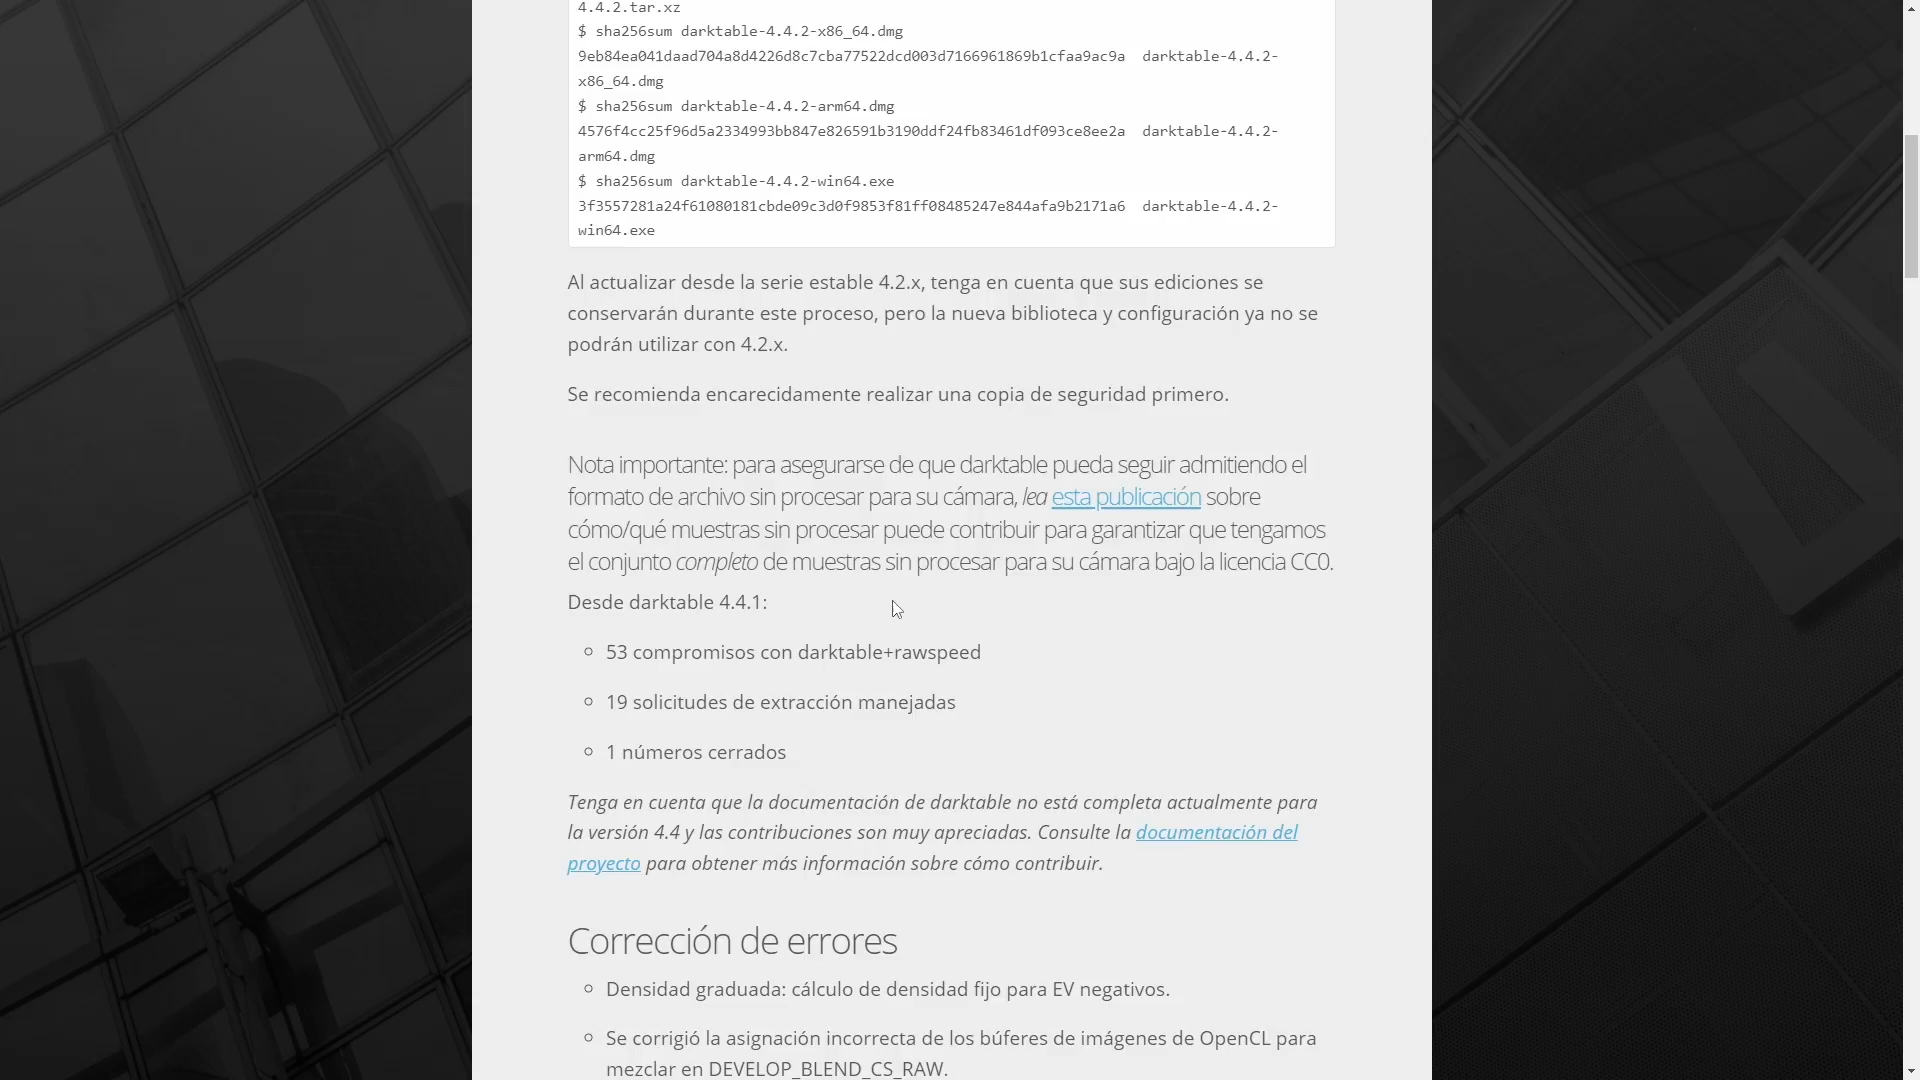 4.4.2.tar.xz
$ sha256sum darktable-4.4.2-x86_64.dmg
9eb84ea041daad704a8d4226d8c7cba77522dcd003d7166961869b1cfaa9ac9a  darktable-4.4.2-
x86_64.dmg
$ sha256sum darktable-4.4.2-arm64.dmg
4576f4cc25f96d5a2334993bb847e826591b3190ddf24fb83461df093ce8ee2a  darktable-4.4.2-
arm64.dmg
$ sha256sum darktable-4.4.2-win64.exe
3f3557281a24f61080181cbde09c3d0f9853f81ff08485247e844afa9b2171a6  darktable-4.4.2-
win64.exe
Al actualizar desde la serie estable 4.2.x, tenga en cuenta que sus ediciones se
conservarán durante este proceso, pero la nueva biblioteca y configuración ya no se
podrán utilizar con 4.2.x.
Se recomienda encarecidamente realizar una copia de seguridad primero.
Nota importante: para asegurarse de que darktable pueda seguir admitiendo el
formato de archivo sin procesar para su cámara, lea esta publicación sobre
cómo/qué muestras sin procesar puede contribuir para garantizar que tengamos
el conjunto completo de muestras sin procesar para su cámara bajo la licencia CC0.
Desde darktable 4.4.1:
53 compromisos con darktable+rawspeed
19 solicitudes de extracción manejadas
1 números cerrados
Tenga en cuenta que la documentación de darktable no está completa actualmente para
la versión 4.4 y las contribuciones son muy apreciadas. Consulte la documentación del
proyecto para obtener más información sobre cómo contribuir.
Corrección de errores
Densidad graduada: cálculo de densidad fijo para EV negativos.
Se corrigió la asignación incorrecta de los búferes de imágenes de OpenCL para
mezclar en DEVELOP_BLEND_CS_RAW.